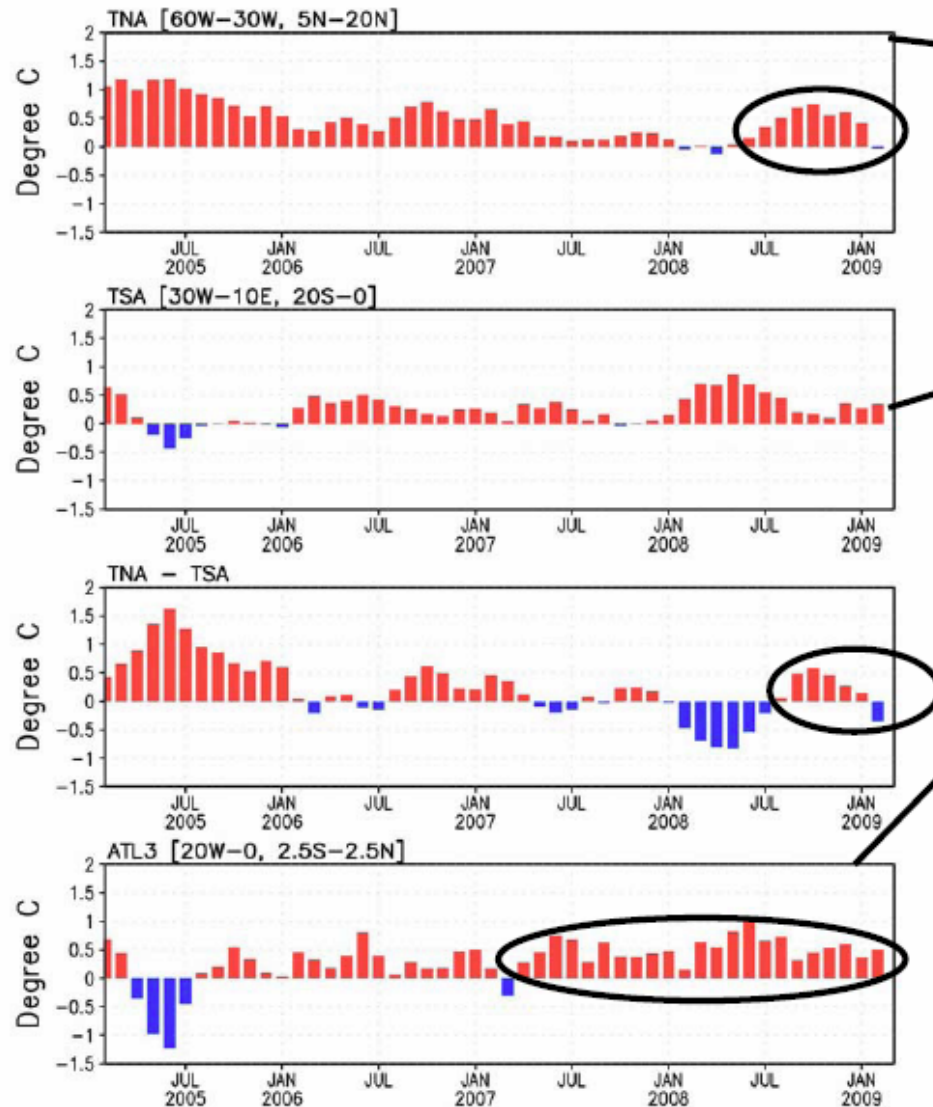 TNA [60W-30W, 5N-20N]
Degree C
2
1.5
1
0.5
0
-0.5
-1
-1.5
JUL JAN JUL JAN JUL JAN JUL JAN
2005 2006 2007 2008 2009
TSA [30W-10E, 20S-0]
Degree C
2
1.5
1
0.5
0
-0.5
-1
-1.5
JUL JAN JUL JAN JUL JAN JUL JAN
2005 2006 2007 2008 2009
TNA - TSA
Degree C
2
1.5
1
0.5
0
-0.5
-1
-1.5
JUL JAN JUL JAN JUL JAN JUL JAN
2005 2006 2007 2008 2009
ATL3 [20W-0, 2.5S-2.5N]
Degree C
2
1.5
1
0.5
0
-0.5
-1
-1.5
JUL JAN JUL JAN JUL JAN JUL JAN
2005 2006 2007 2008 2009